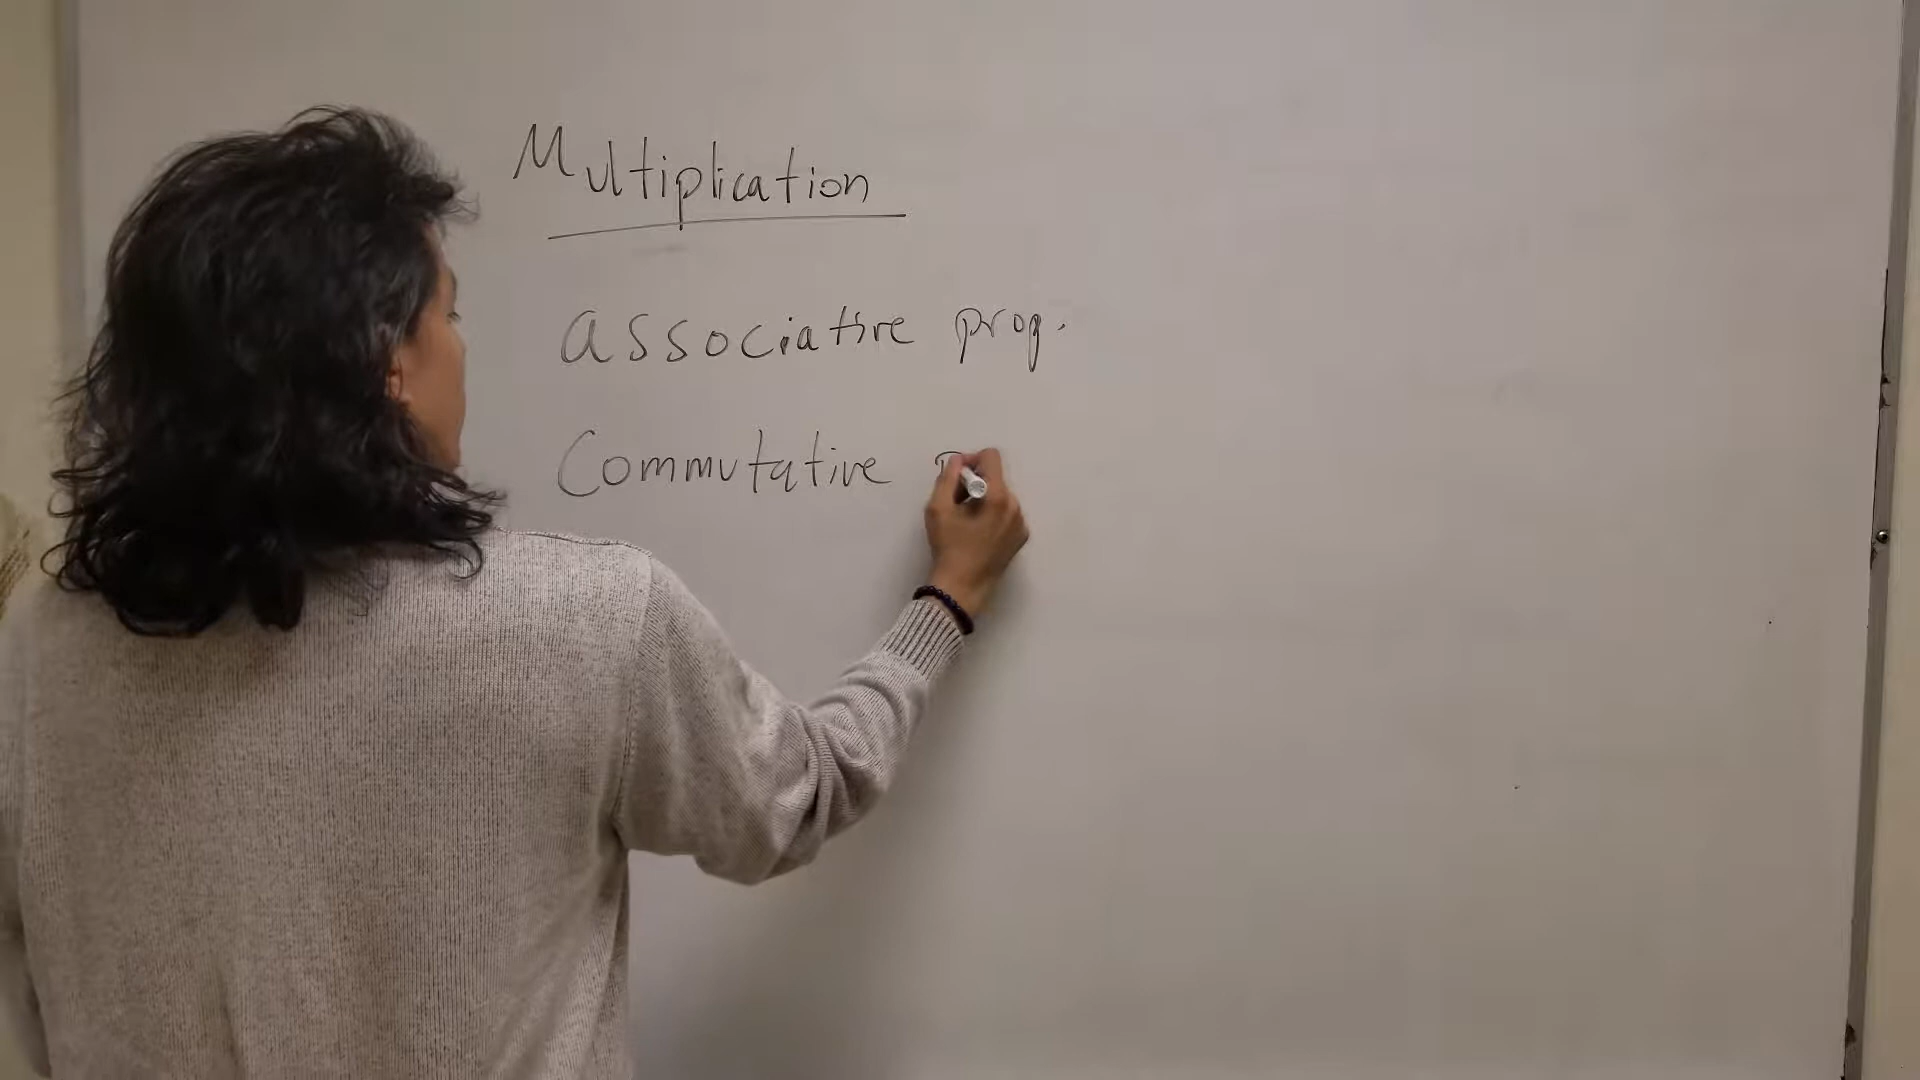 Multiplication
associative prop.
Commutative